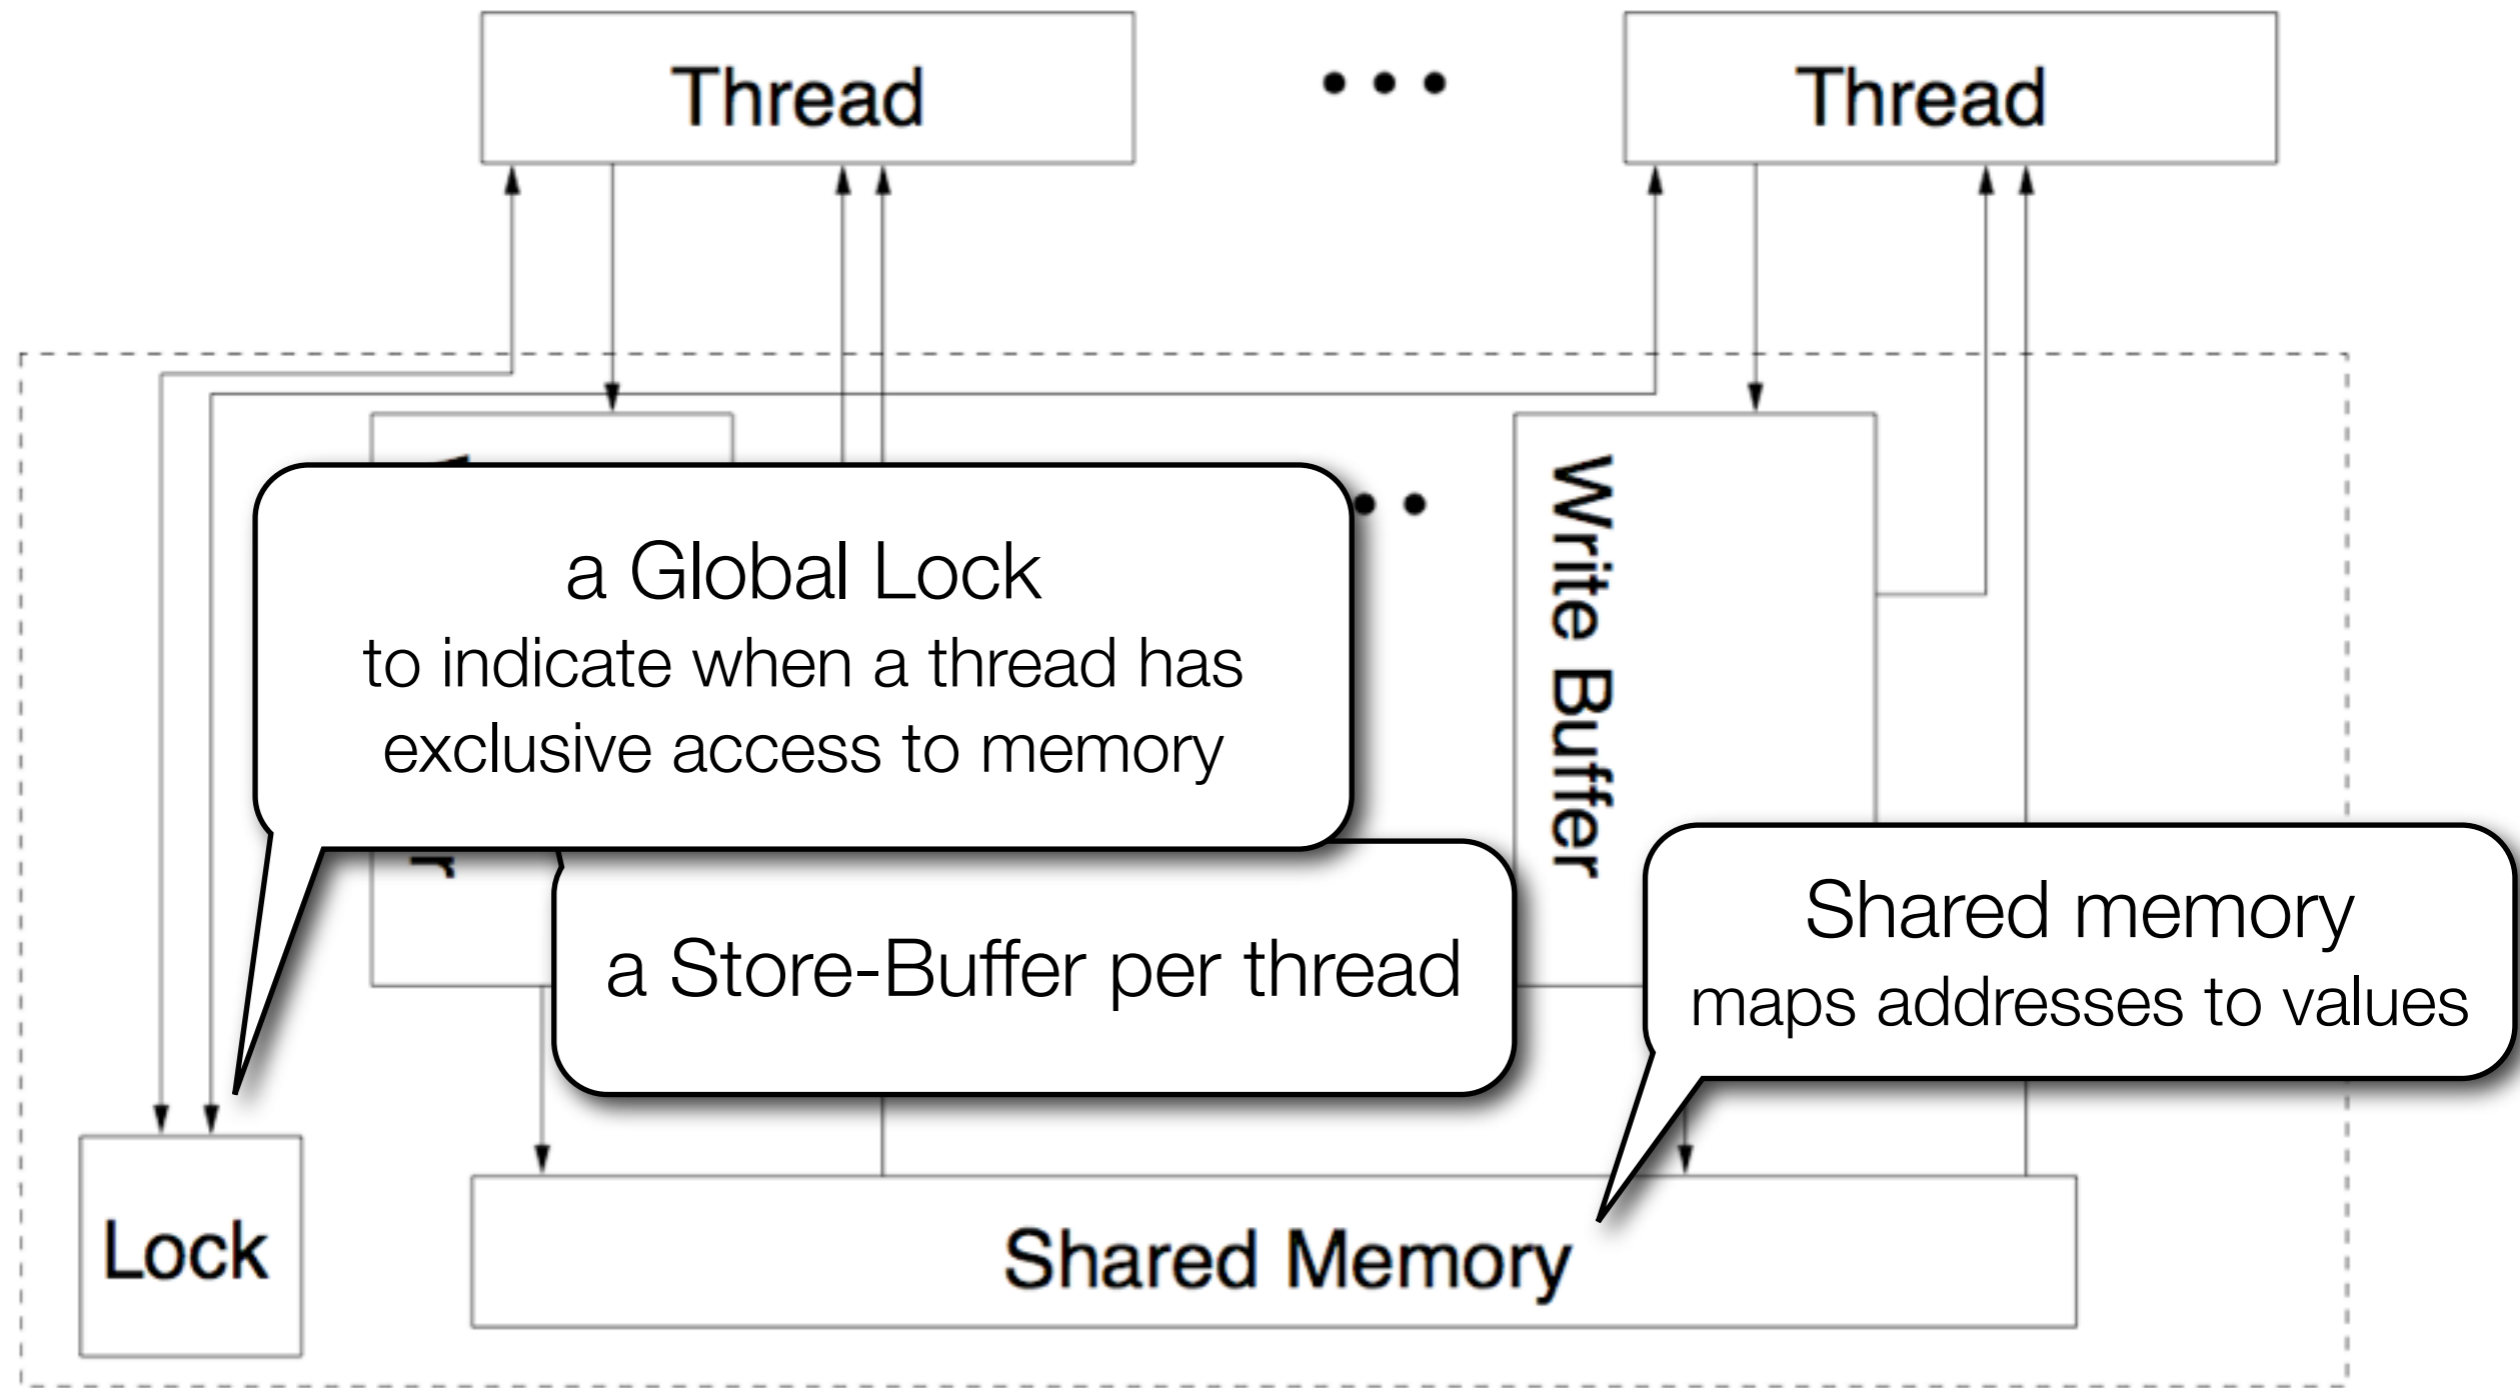 Thread
Thread
a Global Lock
to indicate when a thread has
exclusive access to memory
Write Buffer
a Store-Buffer per thread
Shared memory
maps addresses to values
Lock
Shared Memory